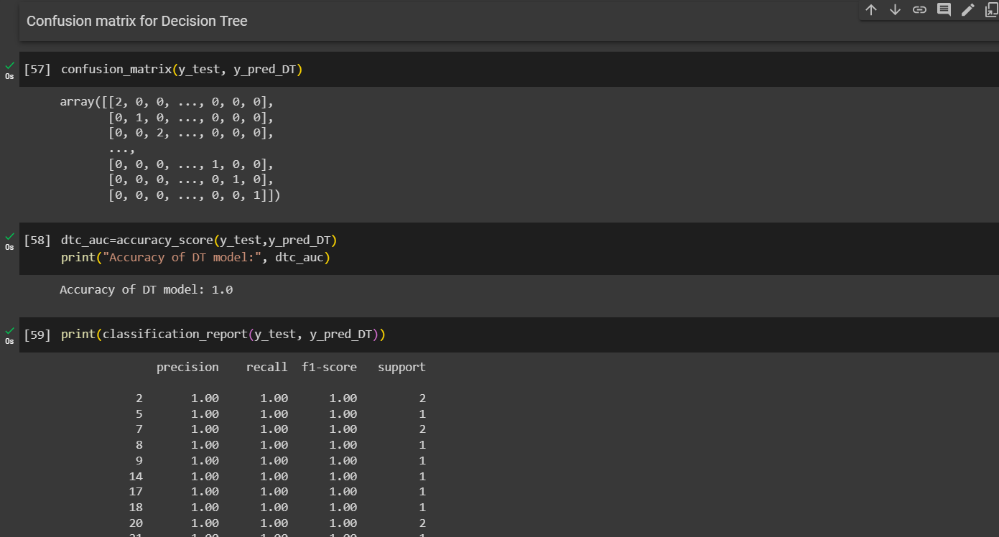 Confusion matrix for Decision Tree
[57] confusion_matrix(y_test, y_pred_DT)
0s
array([[2, 0, 0, ..., 0, 0, 0],
[0, 1, 0, ..., 0, 0, 0],
[0, 0, 2, ..., 0, 0, 0],
...,
[0, 0, 0, ..., 1, 0, 0],
[0, 0, 0, ..., 0, 1, 0],
[0, 0, 0, ..., 0, 0, 1]])
[58] dtc_auc=accuracy_score(y_test,y_pred_DT)
0s
print("Accuracy of DT model:", dtc_auc)
Accuracy of DT model: 1.0
[59] print(classification_report(y_test, y_pred_DT))
0s
precision recall f1-score support
2 1.00 1.00 1.00 2
5 1.00 1.00 1.00 1
7 1.00 1.00 1.00 2
8 1.00 1.00 1.00 1
9 1.00 1.00 1.00 1
14 1.00 1.00 1.00 1
17 1.00 1.00 1.00 1
18 1.00 1.00 1.00 1
20 1.00 1.00 1.00 2